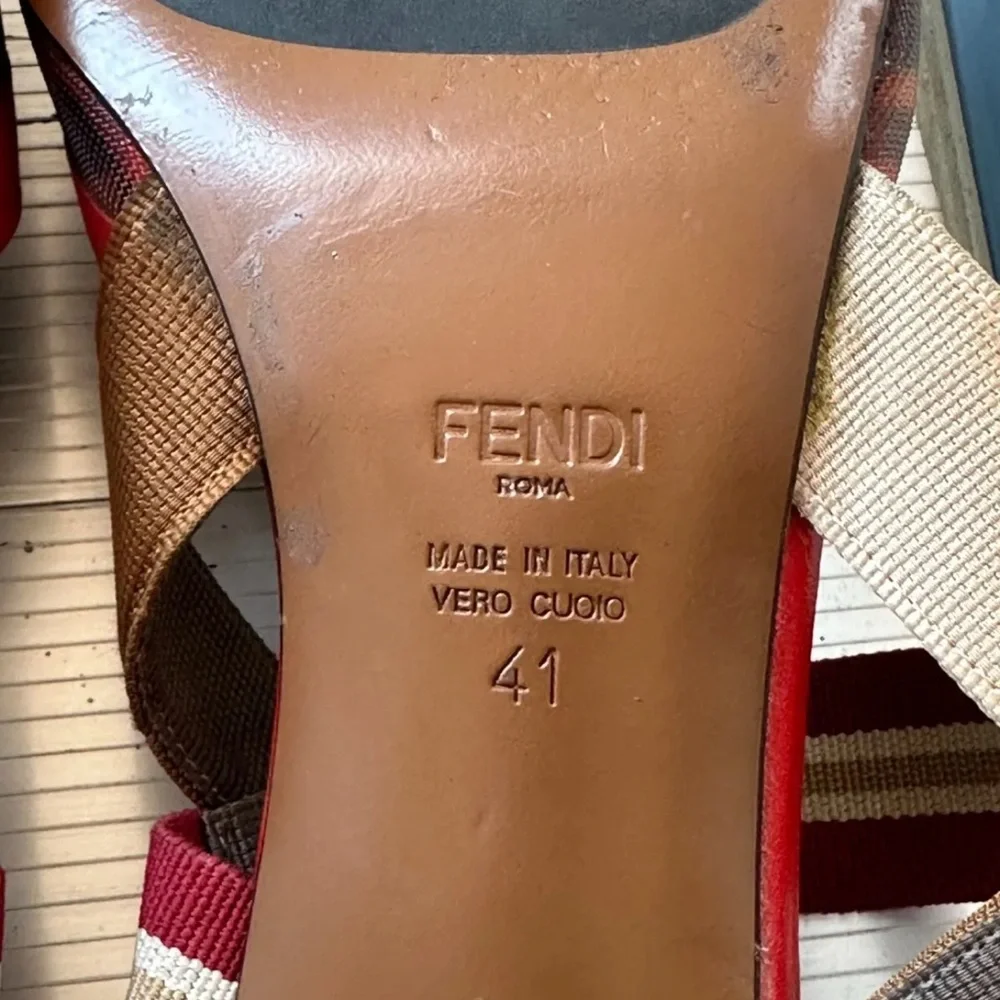 FENDI
ROMA
MADE IN ITALY
VERO CUOIO
41